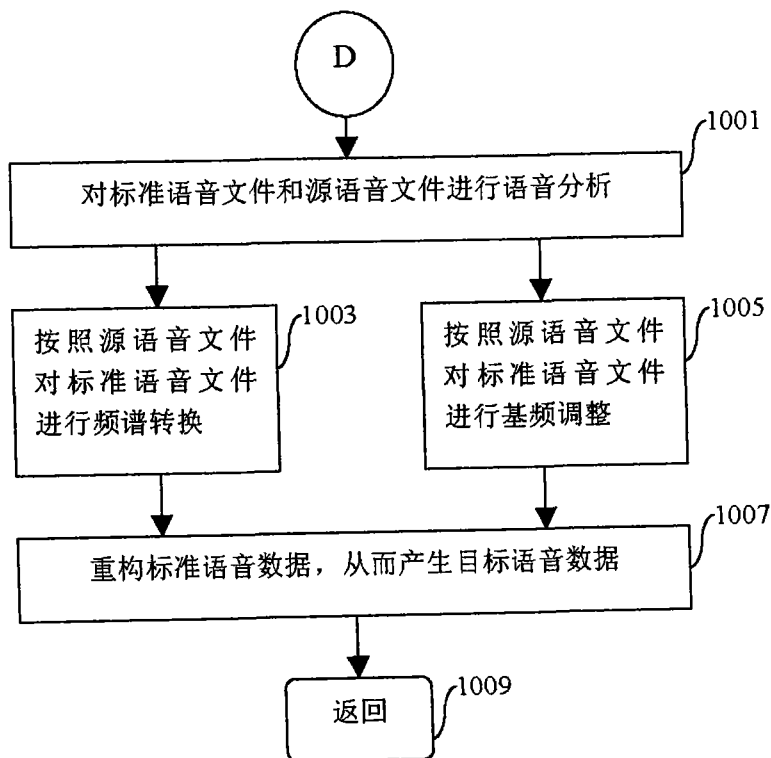 D
1001
对标准语音文件和源语音文件进行语音分析
1003
按照源语音文件
对标准语音文件
进行频谱转换
1005
按照源语音文件
对标准语音文件
进行基频调整
1007
重构标准语音数据，从而产生目标语音数据
1009
返回